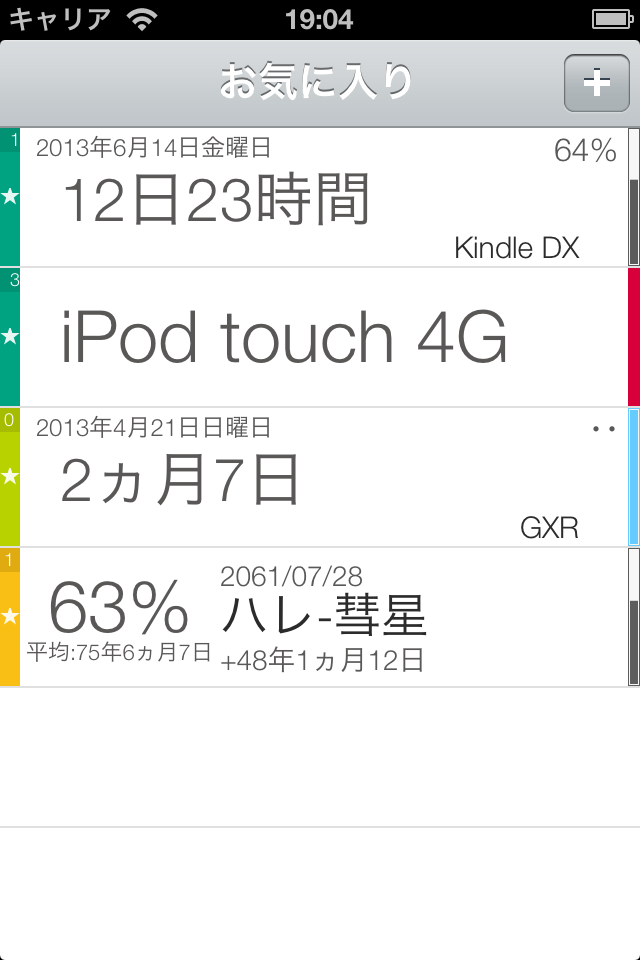 キャリア 19:04
お気に入り
+
1
2013年6月14日金曜日 64%
★ 12日23時間
Kindle DX
3
★ iPod touch 4G
0
2013年4月21日日曜日 ••
★ 2ヵ月7日
GXR
1
2061/07/28
★ 63% ハレ-彗星
平均:75年6ヵ月7日 +48年1ヵ月12日